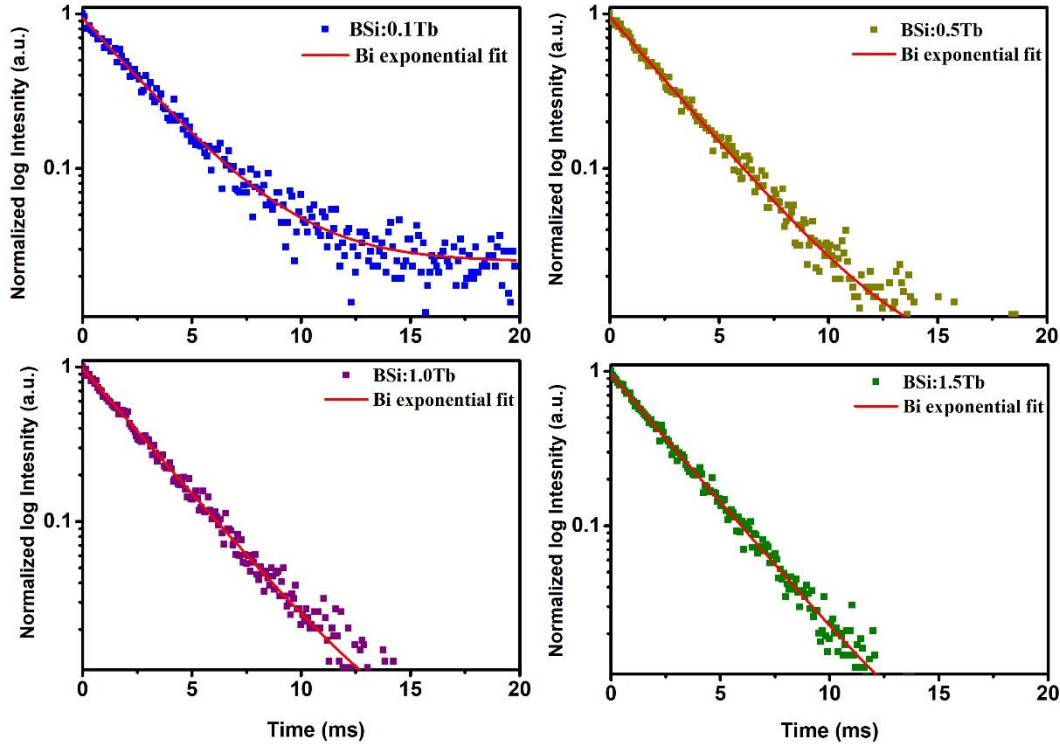 Normalized log Intesnity (a.u.)
1
0.1
BSi:0.1Tb
Bi exponential fit
0 5 10 15 20
Normalized log Intesnity (a.u.)
1
0.1
BSi:0.5Tb
Bi exponential fit
0 5 10 15 20
Normalized log Intesnity (a.u.)
1
0.1
BSi:1.0Tb
Bi exponential fit
0 5 10 15 20
Time (ms)
Normalized log Intesnity (a.u.)
1
0.1
BSi:1.5Tb
Bi exponential fit
0 5 10 15 20
Time (ms)